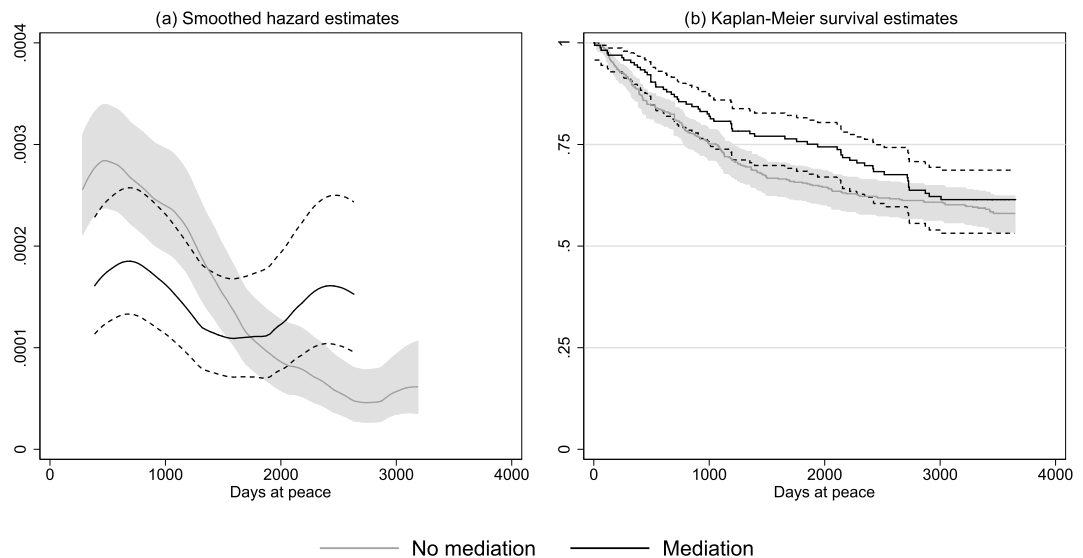 (a) Smoothed hazard estimates
.0004
.0003
.0002
.0001
0
0 1000 2000 3000 4000
Days at peace
(b) Kaplan-Meier survival estimates
1
.75
.5
.25
0
0 1000 2000 3000 4000
Days at peace
No mediation Mediation